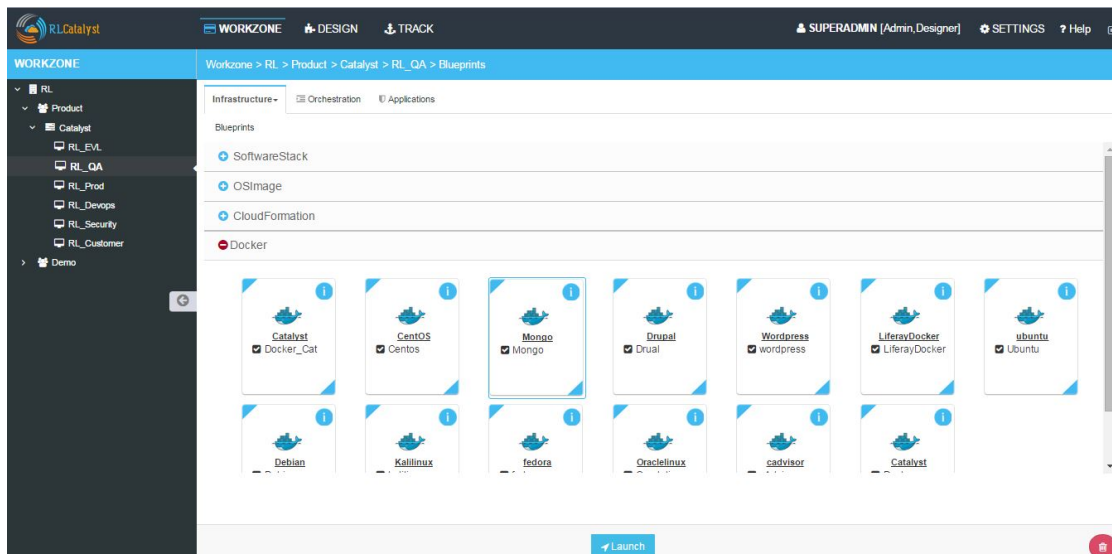 RLCatalyst
WORKZONE DESIGN TRACK
SUPERADMIN [Admin,Designer] SETTINGS ? Help
WORKZONE
Workzone > RL > Product > Catalyst > RL_QA > Blueprints
RL
Product
Catalyst
RL_EVL
RL_QA
RL_Prod
RL_Devops
RL_Security
RL_Customer
Demo
Infrastructure Orchestration Applications
Blueprints
SoftwareStack
OSImage
CloudFormation
Docker
Catalyst CentOS Mongo Drupal Wordpress LiferayDocker ubuntu
Docker_Cat Centos Mongo Drual wordpress LiferayDocker Ubuntu
Debian Kalilinux fedora Oraclelinux cadvisor Catalyst
Launch